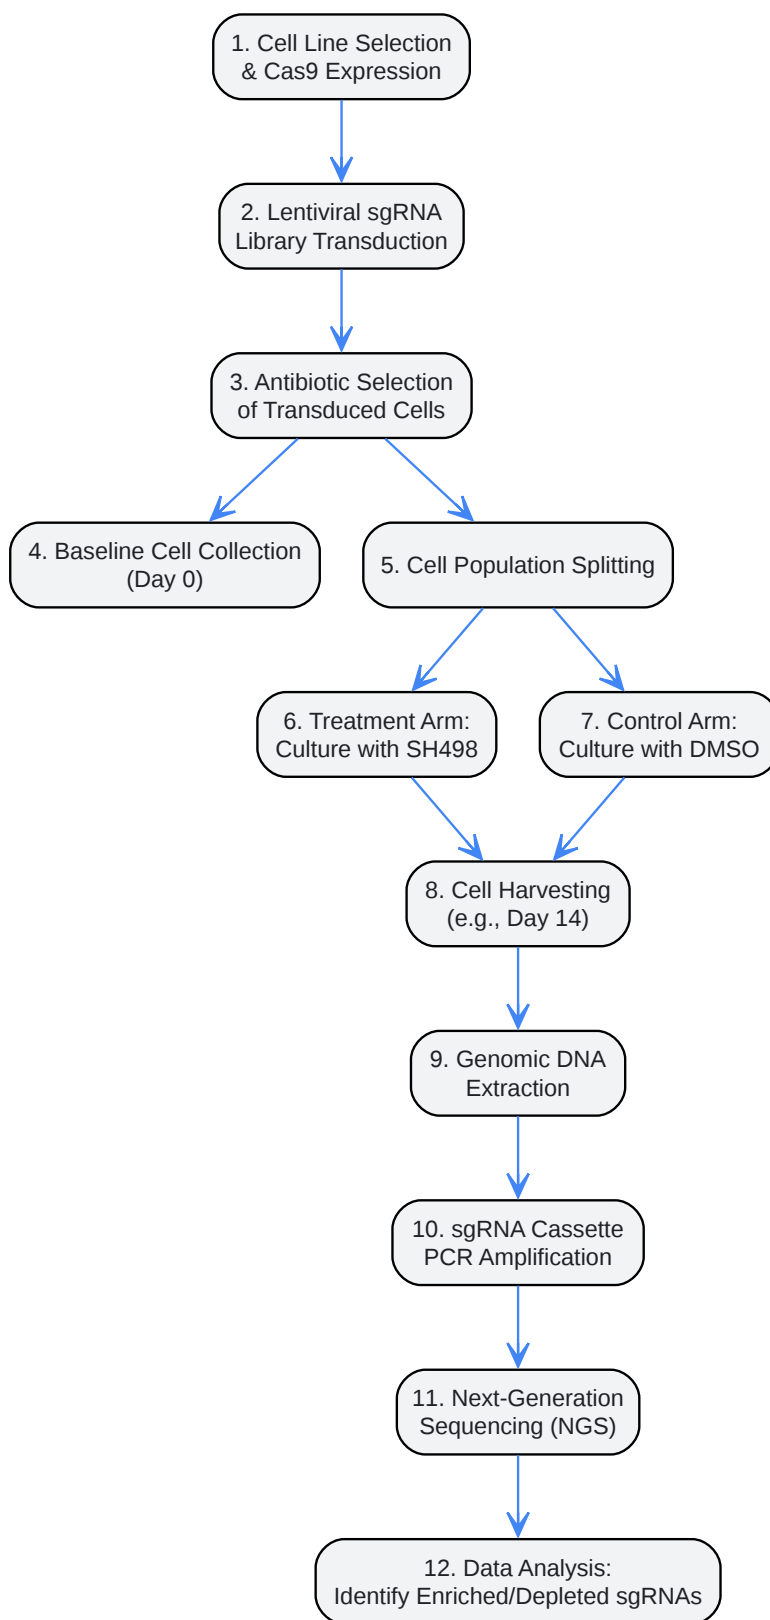 1. Cell Line Selection
& Cas9 Expression
2. Lentiviral sgRNA
Library Transduction
3. Antibiotic Selection
of Transduced Cells
4. Baseline Cell Collection
(Day 0)
5. Cell Population Splitting
6. Treatment Arm:
Culture with SH498
7. Control Arm:
Culture with DMSO
8. Cell Harvesting
(e.g., Day 14)
9. Genomic DNA
Extraction
10. sgRNA Cassette
PCR Amplification
11. Next-Generation
Sequencing (NGS)
12. Data Analysis:
Identify Enriched/Depleted sgRNAs